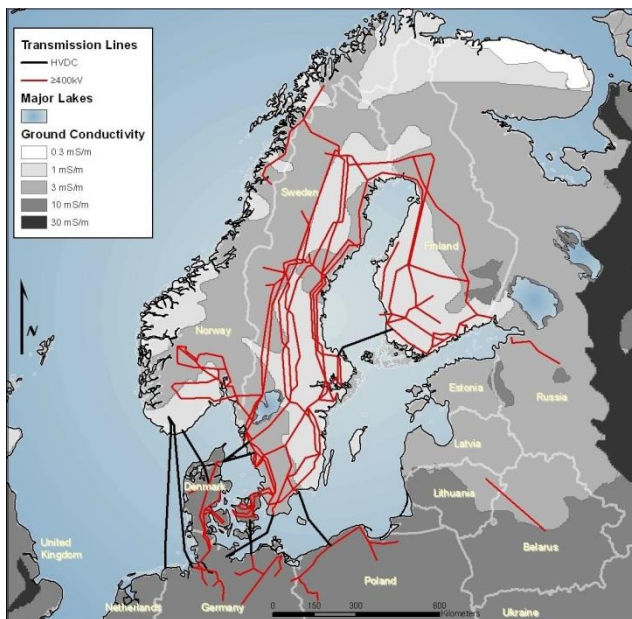 Transmission Lines
HVDC
≥400kV
Major Lakes
Ground Conductivity
0.3 mS/m
1 mS/m
3 mS/m
10 mS/m
30 mS/m
N
Sweden
Finland
Norway
Estonia
Russia
Latvia
Denmark
Lithuania
United
Kingdom
Belarus
Poland
Netherlands
Germany
Ukraine
0 150 300 600
Kilometers